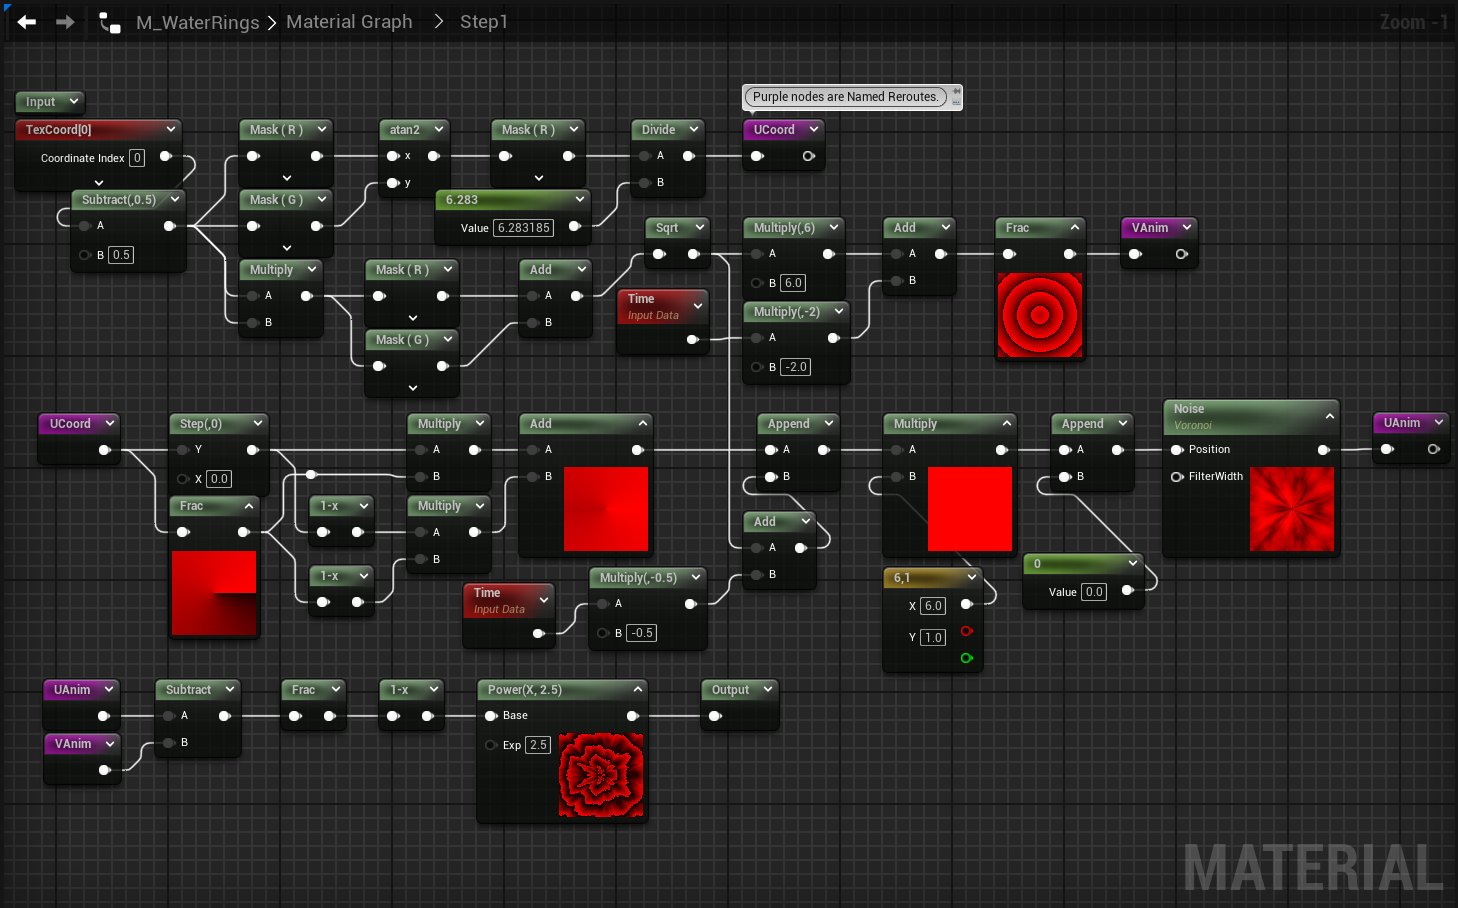 M_WaterRings > Material Graph > Step1
Zoom -1
Purple nodes are Named Reroutes.
Input
TexCoord[0]
Coordinate Index 0
Subtract(,0.5)
A
B 0.5
Mask ( R )
Mask ( G )
Multiply
A
B
atan2
x
y
Mask ( R )
6.283
Value 6.283185
Divide
A
B
UCoord
Mask ( R )
Mask ( G )
Add
A
B
Sqrt
Time
Input Data
Multiply(,6)
A
B 6.0
Multiply(,-2)
A
B -2.0
Add
A
B
Frac
VAnim
UCoord
Step(,0)
Y
X 0.0
Frac
1-x
1-x
Multiply
A
B
Multiply
A
B
Add
A
B
Time
Input Data
Multiply(,-0.5)
A
B -0.5
Append
A
B
Add
A
B
Multiply
A
B
6,1
X 6.0
Y 1.0
Append
A
B
0
Value 0.0
Noise
Voronoi
Position
FilterWidth
UAnim
UAnim
VAnim
Subtract
A
B
Frac
1-x
Power(X, 2.5)
Base
Exp 2.5
Output
MATERIAL